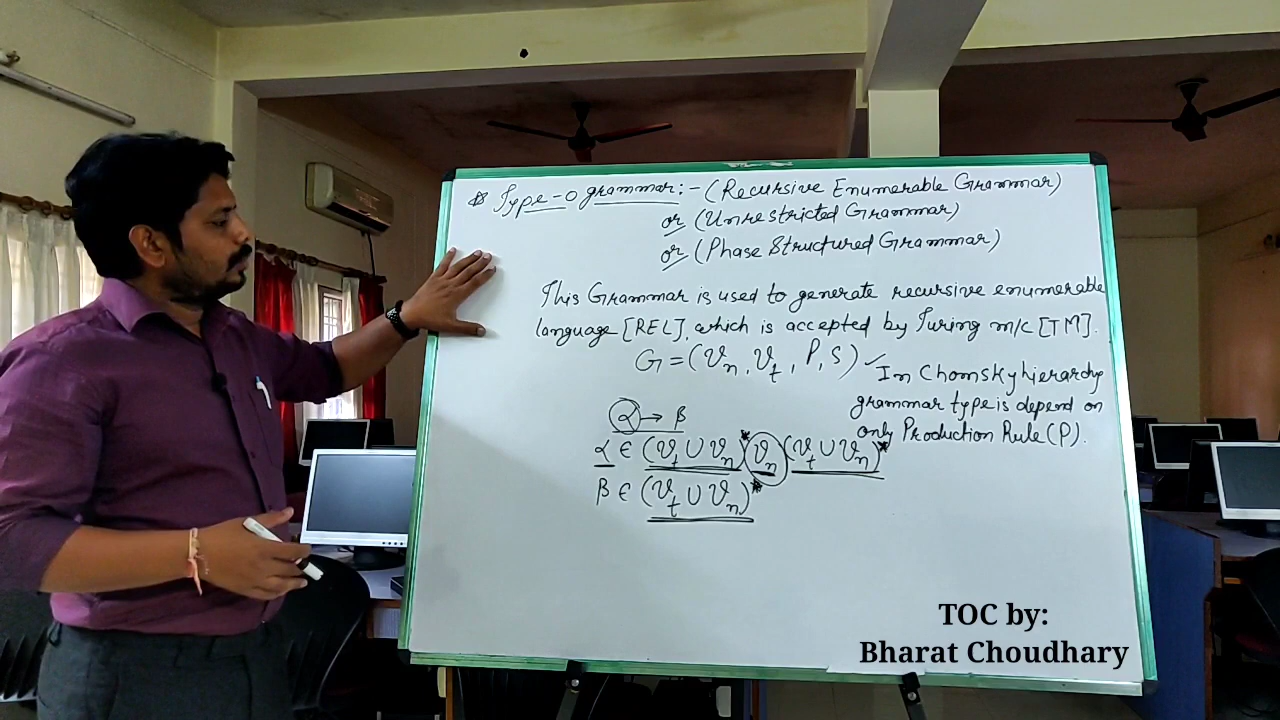 * Type-0 grammar:- (Recursive Enumerable Grammar)
or (Unrestricted Grammar)
or (Phase Structured Grammar)
This Grammar is used to generate recursive enumerable
language [REL], which is accepted by Turing m/c [TM].
G = (Vn, Vt, P, S) ✓
In Chomsky hierarchy
grammar type is depend on
only Production Rule (P).
α → β
α ∈ (Vt ∪ Vn)* Vn (Vt ∪ Vn)*
β ∈ (Vt ∪ Vn)*
TOC by:
Bharat Choudhary